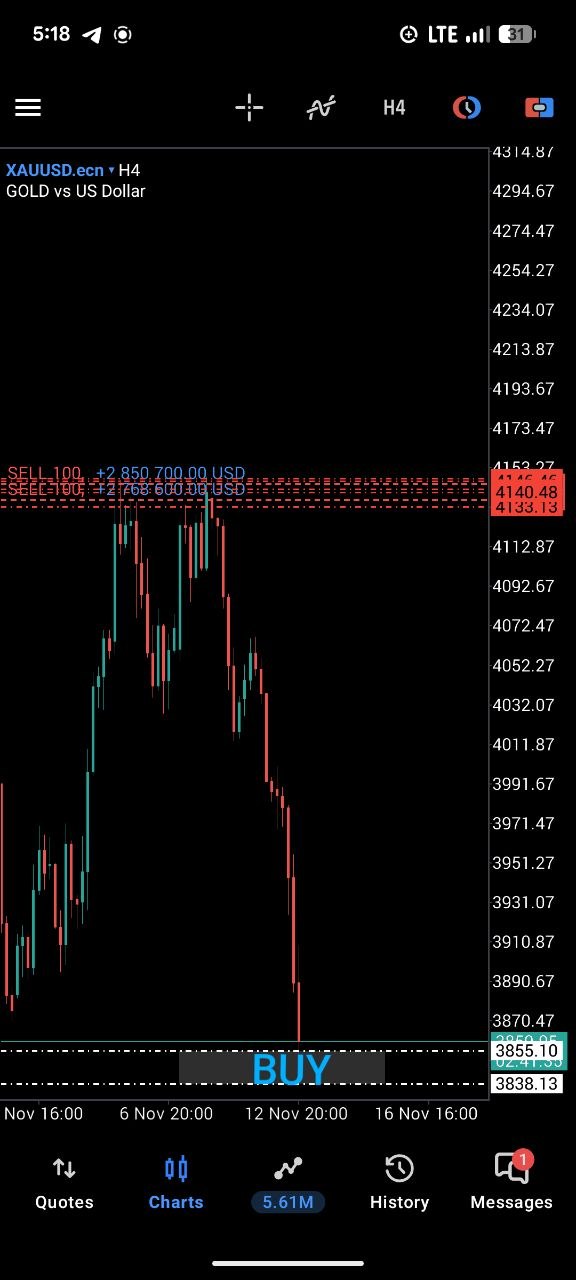 5:18
LTE
31
H4
XAUUSD.ecn H4
GOLD vs US Dollar
4314.87
4294.67
4274.47
4254.27
4234.07
4213.87
4193.67
4173.47
4153.27
SELL 100, +2 850 700.00 USD
SELL 100, +2 768 600.00 USD
4140.48
4133.13
4112.87
4092.67
4072.47
4052.27
4032.07
4011.87
3991.67
3971.47
3951.27
3931.07
3910.87
3890.67
3870.47
3855.10
BUY
3838.13
Nov 16:00 6 Nov 20:00 12 Nov 20:00 16 Nov 16:00
1
5.61M
Quotes Charts History Messages